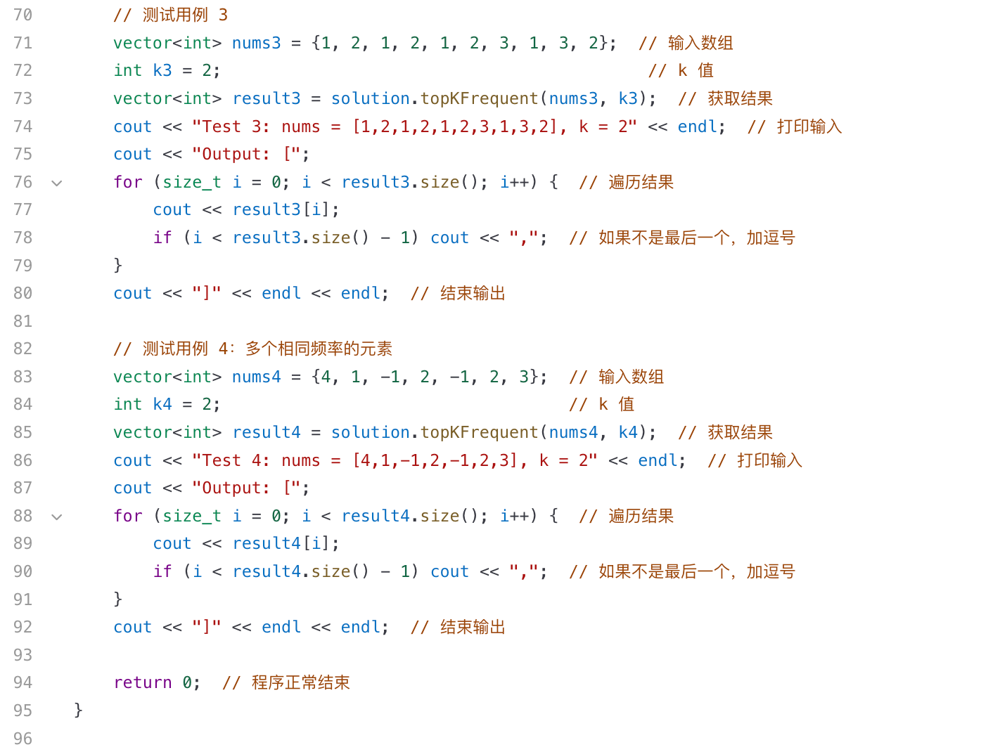 70 // 测试用例 3
71 vector<int> nums3 = {1, 2, 1, 2, 1, 2, 3, 1, 3, 2};  // 输入数组
72 int k3 = 2;                                           // k 值
73 vector<int> result3 = solution.topKFrequent(nums3, k3);  // 获取结果
74 cout << "Test 3: nums = [1,2,1,2,1,2,3,1,3,2], k = 2" << endl;  // 打印输入
75 cout << "Output: [";
76 for (size_t i = 0; i < result3.size(); i++) {  // 遍历结果
77     cout << result3[i];
78     if (i < result3.size() - 1) cout << ",";  // 如果不是最后一个，加逗号
79 }
80 cout << "]" << endl << endl;  // 结束输出
81
82 // 测试用例 4：多个相同频率的元素
83 vector<int> nums4 = {4, 1, -1, 2, -1, 2, 3};  // 输入数组
84 int k4 = 2;                                   // k 值
85 vector<int> result4 = solution.topKFrequent(nums4, k4);  // 获取结果
86 cout << "Test 4: nums = [4,1,-1,2,-1,2,3], k = 2" << endl;  // 打印输入
87 cout << "Output: [";
88 for (size_t i = 0; i < result4.size(); i++) {  // 遍历结果
89     cout << result4[i];
90     if (i < result4.size() - 1) cout << ",";  // 如果不是最后一个，加逗号
91 }
92 cout << "]" << endl << endl;  // 结束输出
93
94 return 0;  // 程序正常结束
95 }
96